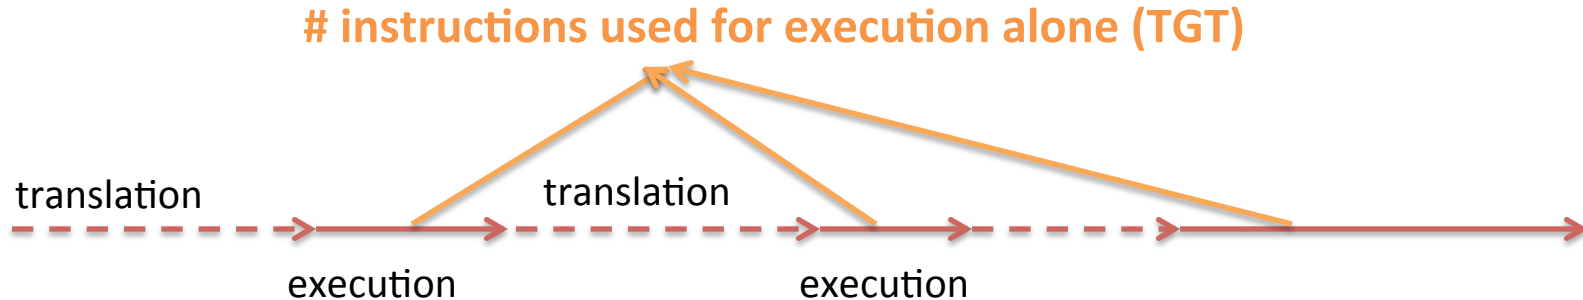 # instructions used for execution alone (TGT)
translation
translation
execution
execution